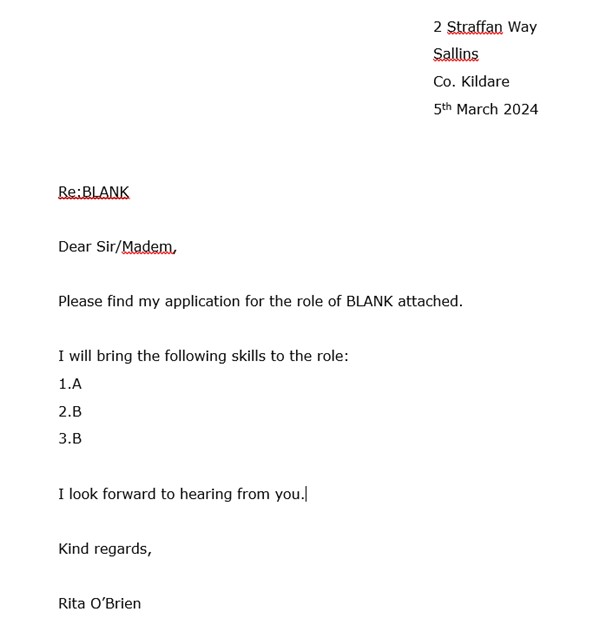 2 Straffan Way
Sallins
Co. Kildare
5th March 2024
Re:BLANK
Dear Sir/Madem,
Please find my application for the role of BLANK attached.
I will bring the following skills to the role:
1.A
2.B
3.B
I look forward to hearing from you.
Kind regards,
Rita O’Brien